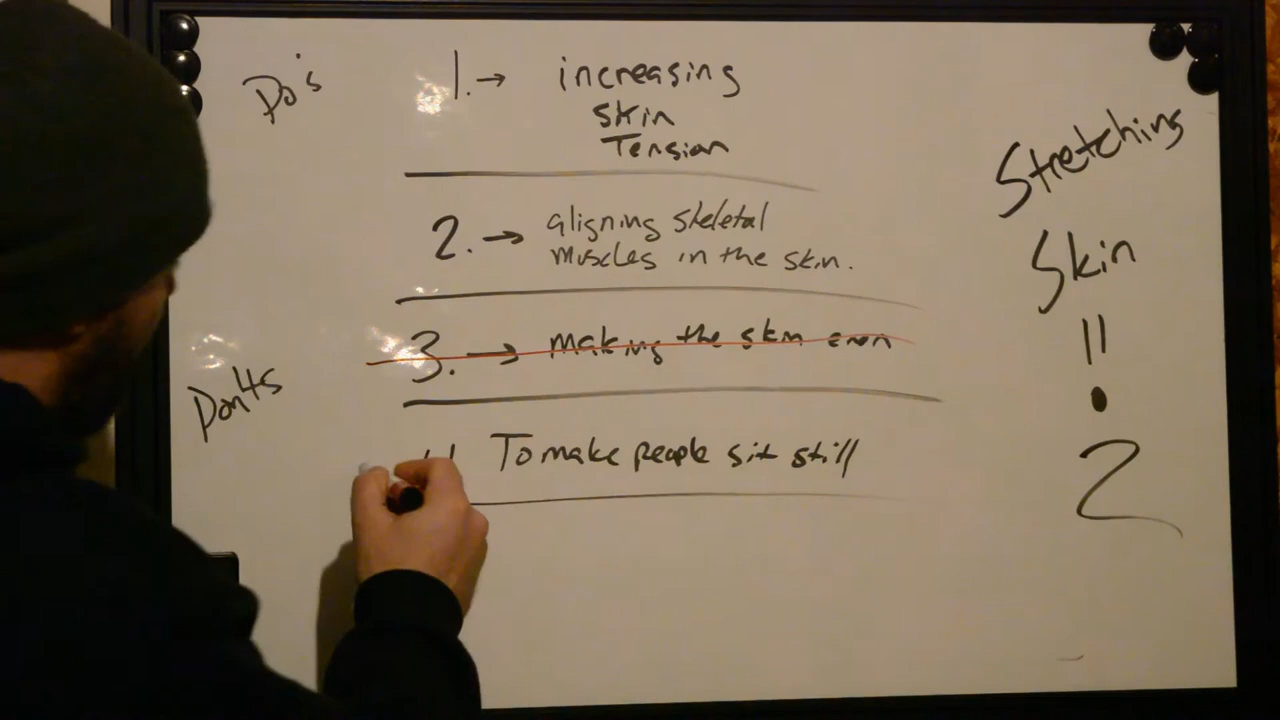 Do's
1. → increasing
skin
Tension
2. → aligning skeletal
muscles in the skin.
Don'ts
3. → making the skin even
To make people sit still
Stretching
Skin
!!
2